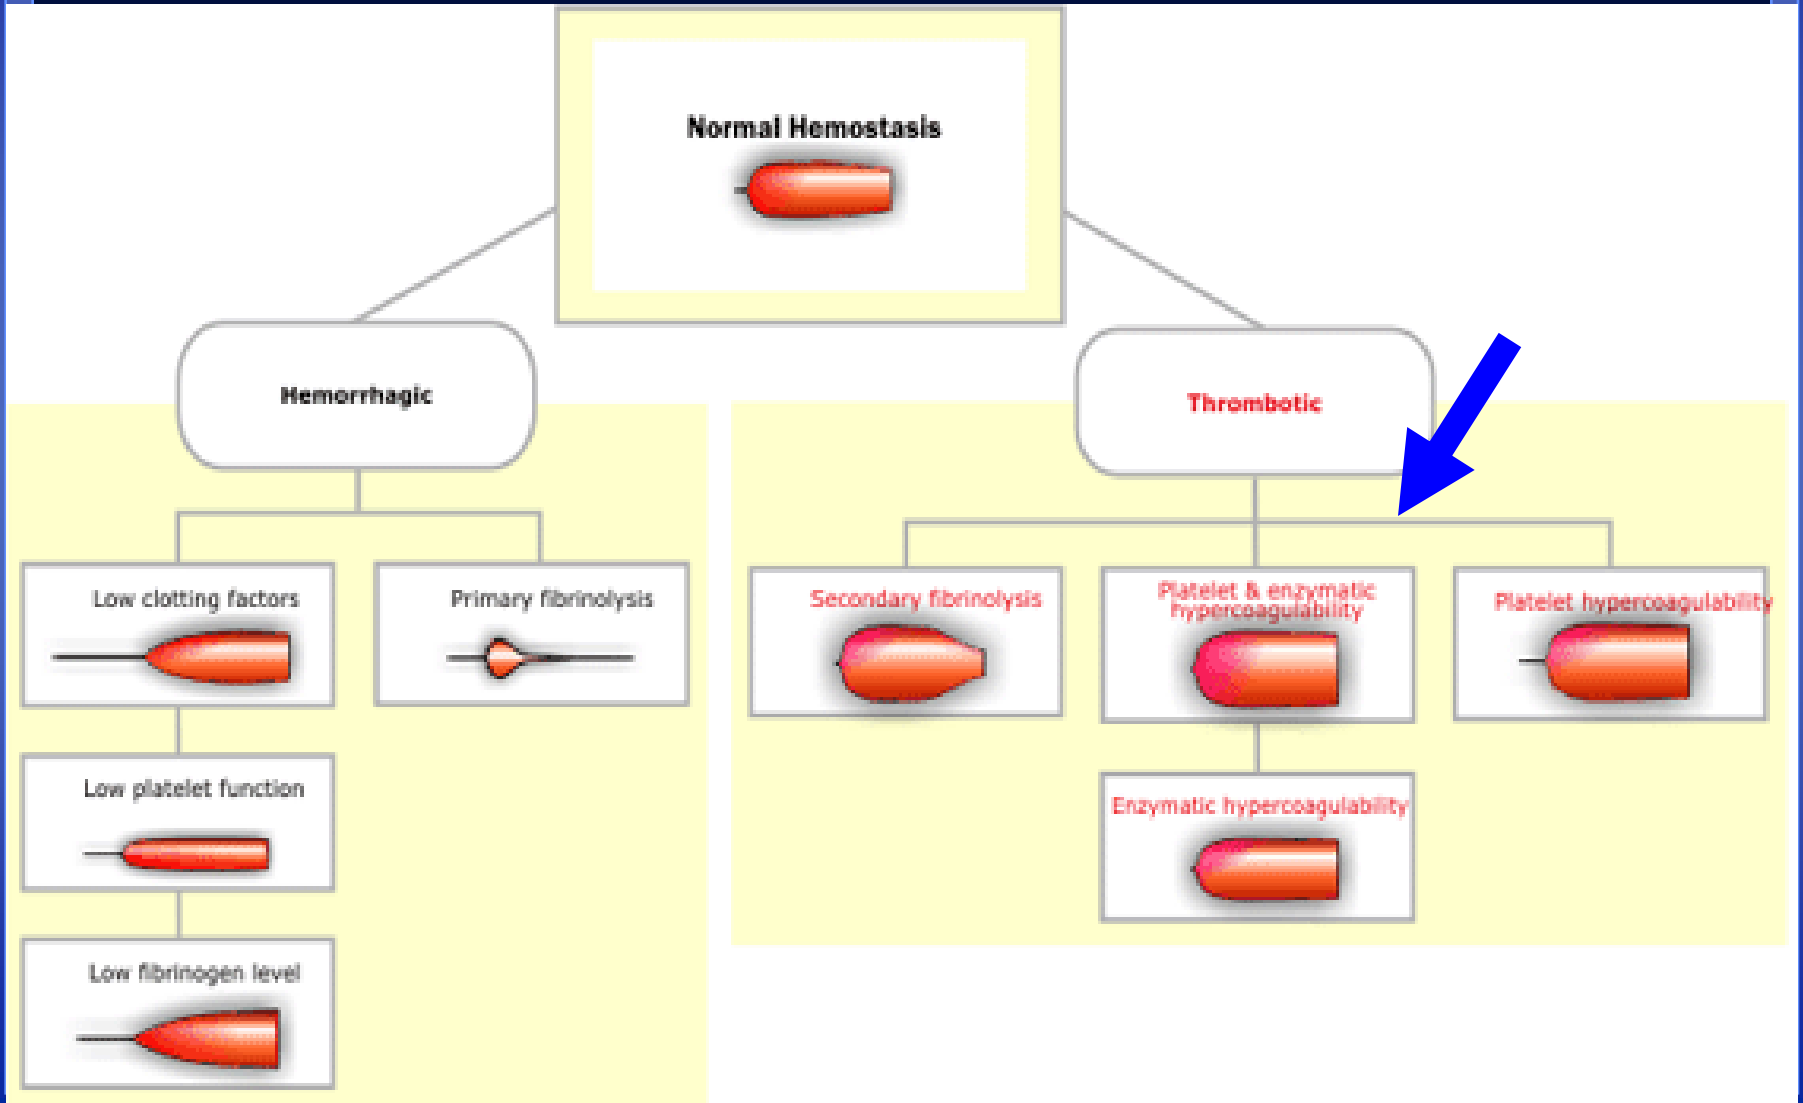 Normal Hemostasis
Hemorrhagic
Thrombotic
Low clotting factors
Primary fibrinolysis
Secondary fibrinolysis
Platelet & enzymatic
hypercoagulability
Platelet hypercoagulability
Low platelet function
Enzymatic hypercoagulability
Low fibrinogen level